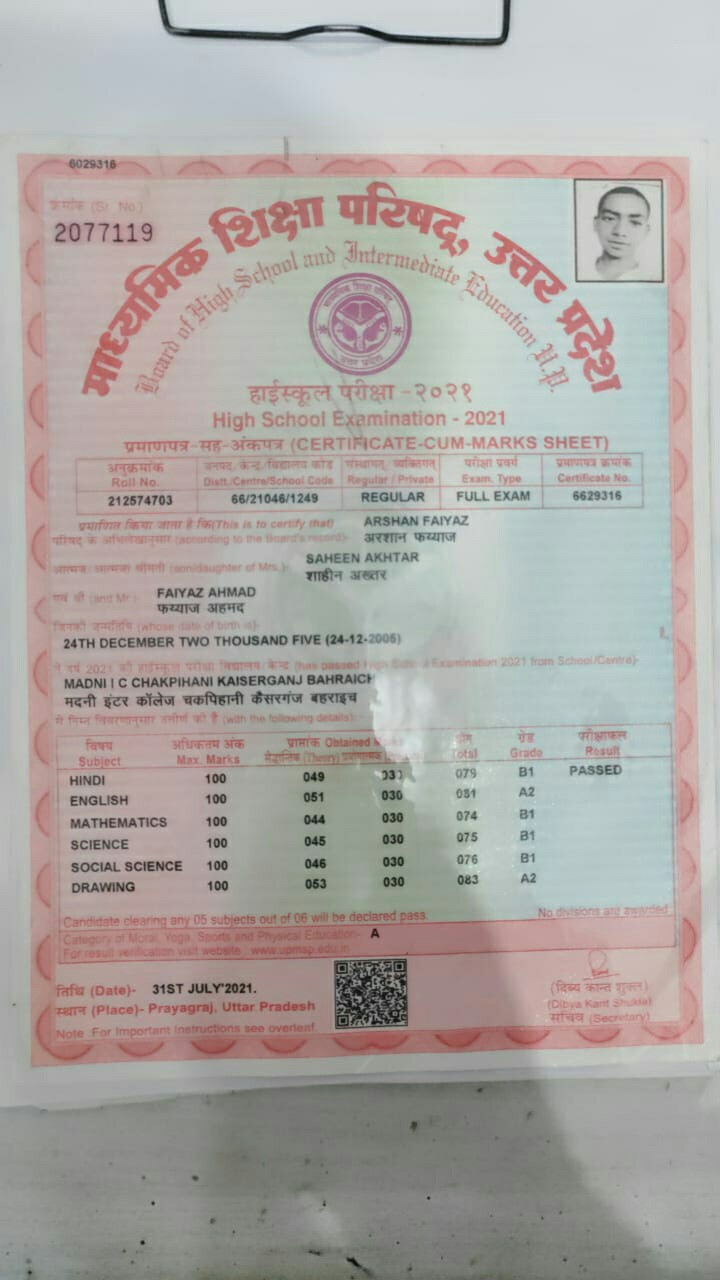 6029316
क्रमांक (Sr. No.)
2077119
माध्यमिक शिक्षा परिषद्, उत्तर प्रदेश
Board of High School and Intermediate Education U.P.
माध्यमिक शिक्षा परिषद
उत्तर प्रदेश
हाईस्कूल परीक्षा -२०२१
High School Examination - 2021
प्रमाणपत्र-सह-अंकपत्र (CERTIFICATE-CUM-MARKS SHEET)
अनुक्रमांक जनपद/केन्द्र/विद्यालय कोड संस्थागत/व्यक्तिगत परीक्षा प्रवर्ग प्रमाणपत्र क्रमांक
Roll No. Distt./Centre/School Code Regular / Private Exam. Type Certificate No.
212574703 66/21046/1249 REGULAR FULL EXAM 6629316
प्रमाणित किया जाता है कि(This is to certify that) ARSHAN FAIYAZ
परिषद के अभिलेखानुसार (according to the Board's record)- अरशान फय्याज
आत्मज/आत्मजा श्रीमती (son/daughter of Mrs.)- SAHEEN AKHTAR
शाहीन अख्तर
एवं श्री (and Mr.)- FAIYAZ AHMAD
फय्याज अहमद
जिनकी जन्मतिथि (whose date of birth is)-
24TH DECEMBER TWO THOUSAND FIVE (24-12-2005)
ने वर्ष 2021 की हाईस्कूल परीक्षा विद्यालय/केन्द्र (has passed High School Examination 2021 from School/Centre)-
MADNI I C CHAKPIHANI KAISERGANJ BAHRAICH
मदनी इंटर कॉलेज चकपिहानी कैसरगंज बहराइच
से निम्न विवरणानुसार उत्तीर्ण की है (with the following details):
विषय अधिकतम अंक प्राप्तांक Obtained Marks योग ग्रेड परीक्षाफल
Subject Max. Marks सैद्धान्तिक (Theory) प्रयोगात्मक Total Grade Result
HINDI 100 049 030 079 B1 PASSED
ENGLISH 100 051 030 081 A2
MATHEMATICS 100 044 030 074 B1
SCIENCE 100 045 030 075 B1
SOCIAL SCIENCE 100 046 030 076 B1
DRAWING 100 053 030 083 A2
Candidate clearing any 05 subjects out of 06 will be declared pass. No divisions are awarded
Category of Moral, Yoga, Sports and Physical Education- A
For result verification visit website : www.upmsp.edu.in
तिथि (Date)- 31ST JULY'2021.
स्थान (Place)- Prayagraj, Uttar Pradesh
Note :For Important Instructions see overleaf.
(दिव्य कान्त शुक्ल)
(Dibya Kant Shukla)
सचिव (Secretary)